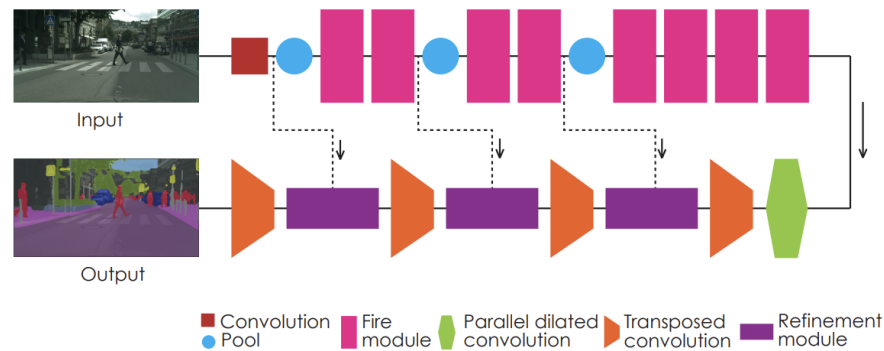 Input
Output
Convolution
Pool
Fire
module
Parallel dilated
convolution
Transposed
convolution
Refinement
module